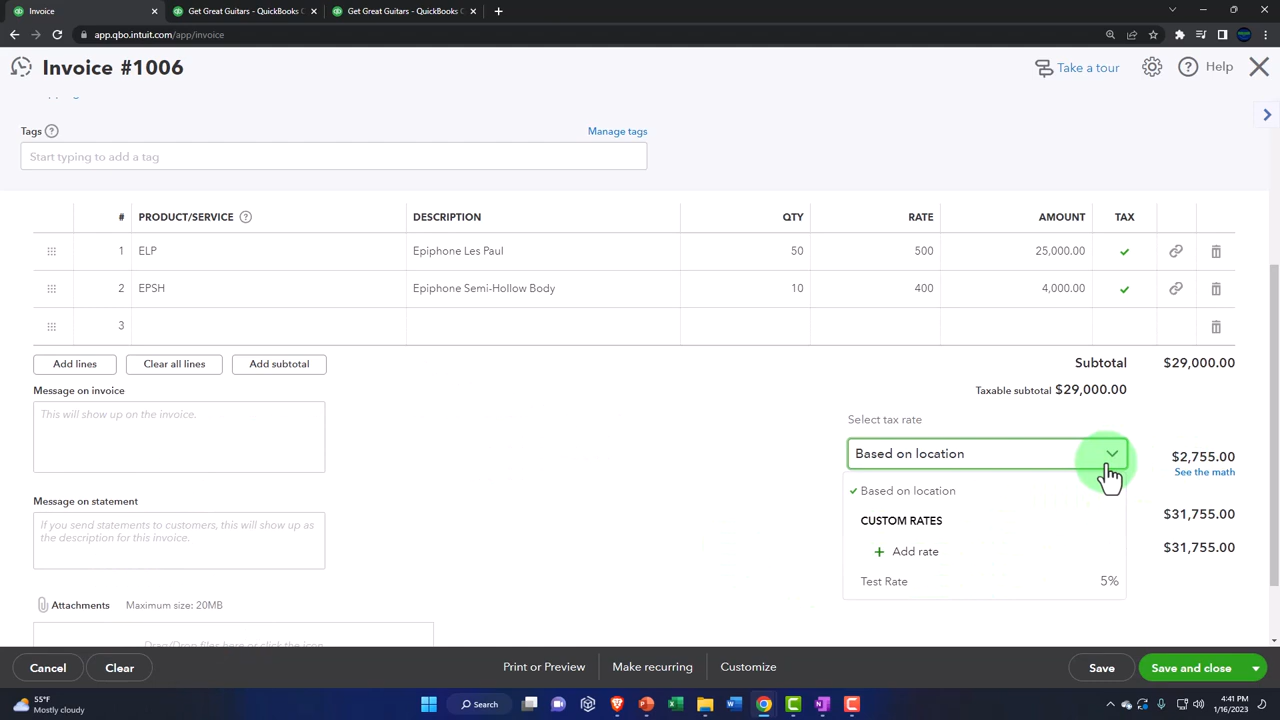 Invoice
Get Great Guitars - QuickBooks C
Get Great Guitars - QuickBooks C
app.qbo.intuit.com/app/invoice
Invoice #1006
Take a tour
Help
Tags
Manage tags
Start typing to add a tag
# PRODUCT/SERVICE DESCRIPTION QTY RATE AMOUNT TAX
1 ELP Epiphone Les Paul 50 500 25,000.00
2 EPSH Epiphone Semi-Hollow Body 10 400 4,000.00
3
Add lines Clear all lines Add subtotal
Subtotal $29,000.00
Taxable subtotal $29,000.00
Message on invoice
This will show up on the invoice.
Select tax rate
Based on location
$2,755.00
See the math
Based on location
CUSTOM RATES
+ Add rate
Test Rate 5%
$31,755.00
$31,755.00
Message on statement
If you send statements to customers, this will show up as
the description for this invoice.
Attachments Maximum size: 20MB
Drag/Drop files here or click the icon
Cancel Clear Print or Preview Make recurring Customize Save Save and close
55°F
Mostly cloudy
Search
4:41 PM
1/16/2023